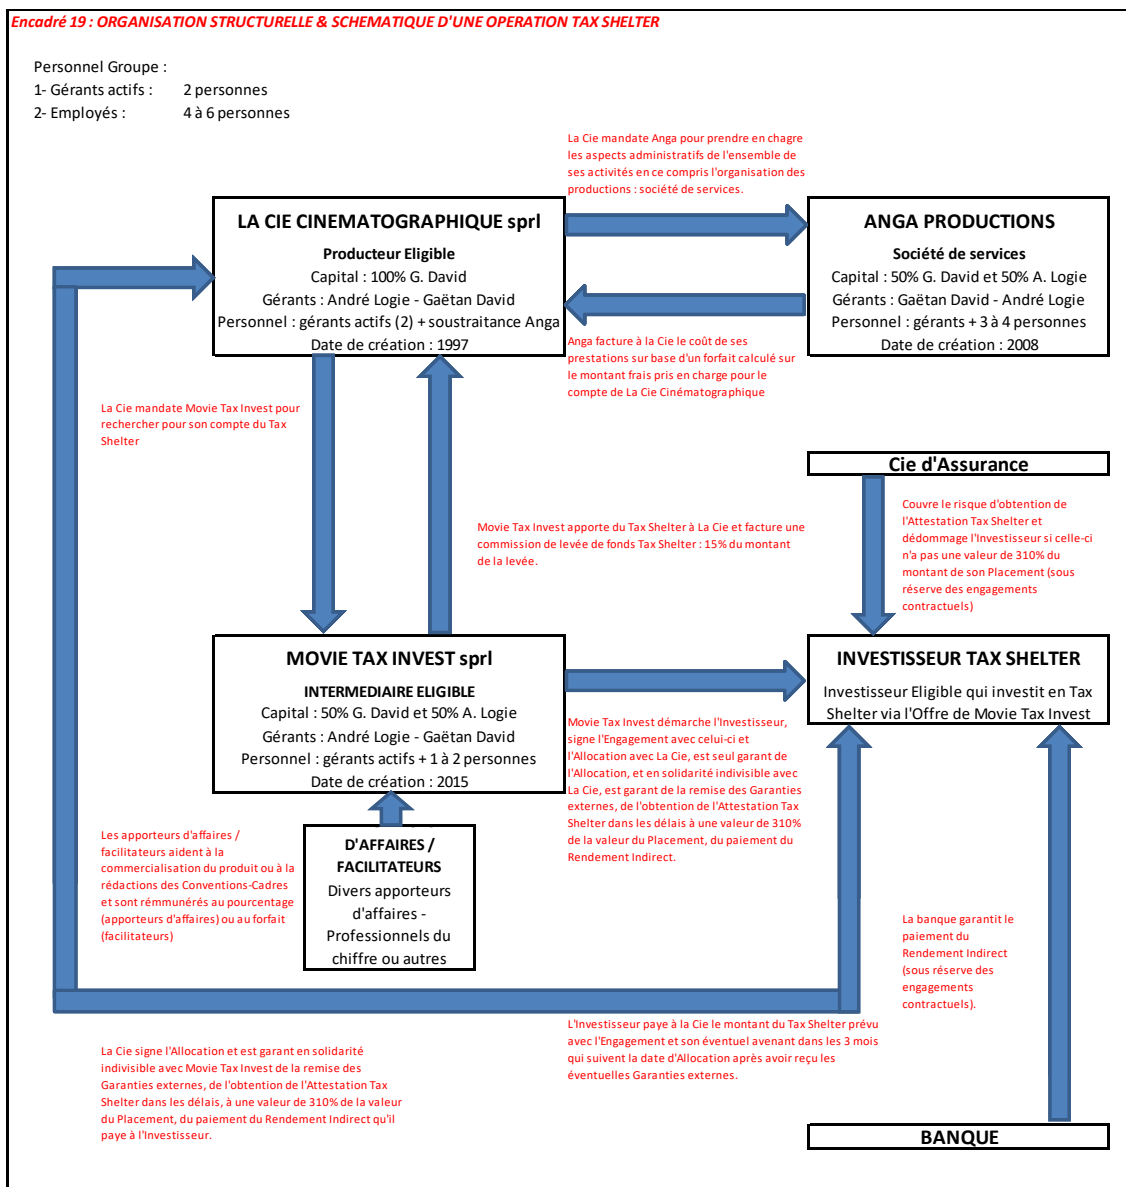 Encadré 19 : ORGANISATION STRUCTURELLE & SCHEMATIQUE D'UNE OPERATION TAX SHELTER
Personnel Groupe :
1- Gérants actifs : 2 personnes
2- Employés : 4 à 6 personnes
La Cie mandate Anga pour prendre en chagre
les aspects administratifs de l'ensemble de
ses activités en ce compris l'organisation des
productions : société de services.
LA CIE CINEMATOGRAPHIQUE sprl
Producteur Eligible
Capital : 100% G. David
Gérants : André Logie - Gaëtan David
Personnel : gérants actifs (2) + soustraitance Anga
Date de création : 1997
ANGA PRODUCTIONS
Société de services
Capital : 50% G. David et 50% A. Logie
Gérants : Gaëtan David - André Logie
Personnel : gérants + 3 à 4 personnes
Date de création : 2008
Anga facture à la Cie le coût de ses
prestations sur base d'un forfait calculé sur
le montant frais pris en charge pour le
compte de La Cie Cinématographique
La Cie mandate Movie Tax Invest pour
rechercher pour son compte du Tax
Shelter
Cie d'Assurance
Couvre le risque d'obtention de
l'Attestation Tax Shelter et
dédommage l'Investisseur si celle-ci
n'a pas une valeur de 310% du
montant de son Placement (sous
réserve des engagements
contractuels)
Movie Tax Invest apporte du Tax Shelter à La Cie et facture une
commission de levée de fonds Tax Shelter : 15% du montant
de la levée.
MOVIE TAX INVEST sprl
INTERMEDIAIRE ELIGIBLE
Capital : 50% G. David et 50% A. Logie
Gérants : André Logie - Gaëtan David
Personnel : gérants actifs + 1 à 2 personnes
Date de création : 2015
INVESTISSEUR TAX SHELTER
Investisseur Eligible qui investit en Tax
Shelter via l'Offre de Movie Tax Invest
Movie Tax Invest démarche l'Investisseur,
signe l'Engagement avec celui-ci et
l'Allocation avec La Cie, est seul garant de
l'Allocation, et en solidarité indivisible avec
La Cie, est garant de la remise des Garanties
externes, de l'obtention de l'Attestation Tax
Shelter dans les délais à une valeur de 310%
de la valeur du Placement, du paiement du
Rendement Indirect.
Les apporteurs d'affaires /
facilitateurs aident à la
commercialisation du produit ou à la
rédactions des Conventions-Cadres
et sont rémmunérés au pourcentage
(apporteurs d'affaires) ou au forfait
(facilitateurs)
D'AFFAIRES /
FACILITATEURS
Divers apporteurs
d'affaires -
Professionnels du
chiffre ou autres
La banque garantit le
paiement du
Rendement Indirect
(sous réserve des
engagements
contractuels).
L'Investisseur paye à la Cie le montant du Tax Shelter prévu
avec l'Engagement et son éventuel avenant dans les 3 mois
qui suivent la date d'Allocation après avoir reçu les
éventuelles Garanties externes.
La Cie signe l'Allocation et est garant en solidarité
indivisible avec Movie Tax Invest de la remise des
Garanties externes, de l'obtention de l'Attestation Tax
Shelter dans les délais, à une valeur de 310% de la valeur
du Placement, du paiement du Rendement Indirect qu'il
paye à l'Investisseur.
BANQUE